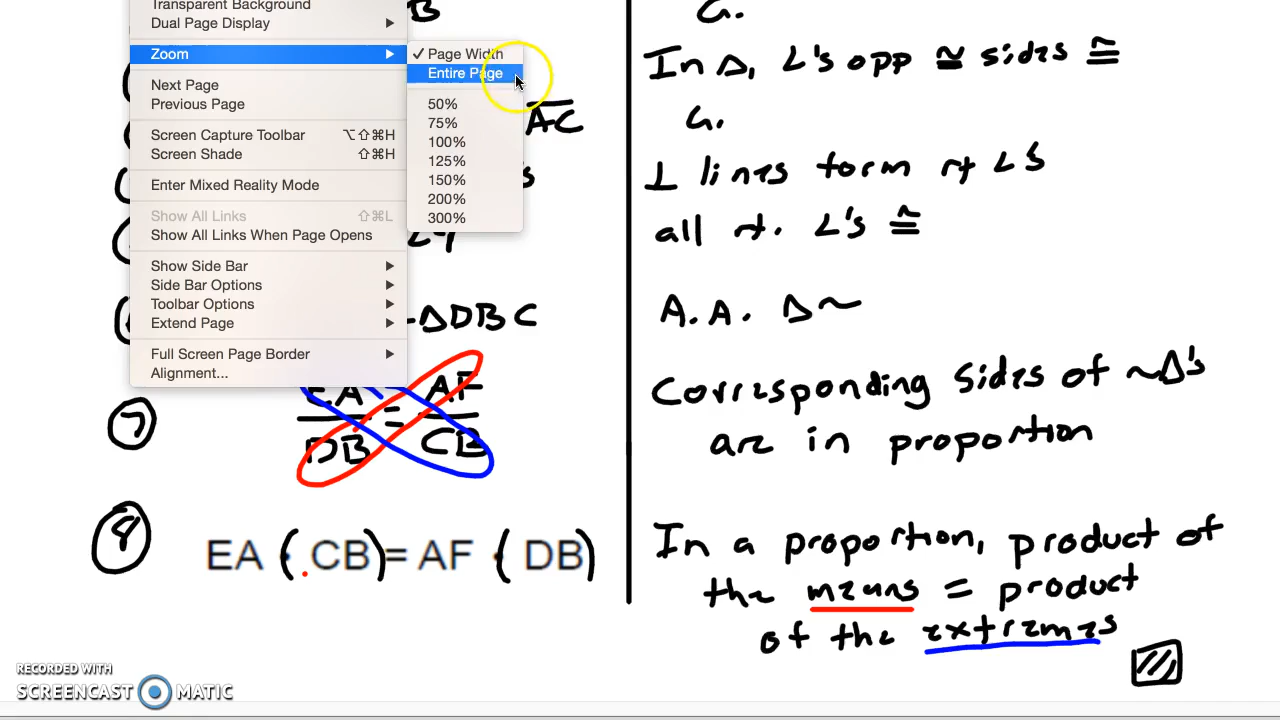 Transparent Background
Dual Page Display
B
G.
Zoom
✓ Page Width
Entire Page
In Δ, ∠'s opp ≅ sides ≅
Next Page
Previous Page
50%
75%
100%
125%
150%
200%
300%
AC
G.
Screen Capture Toolbar ⌥⇧⌘H
Screen Shade ⇧⌘H
Enter Mixed Reality Mode
⊥ lines form rt ∠s
Show All Links ⇧⌘L
Show All Links When Page Opens
all rt. ∠'s ≅
Show Side Bar
Side Bar Options
Toolbar Options
Extend Page
~ΔDBC
A.A. Δ~
Full Screen Page Border
Alignment...
7
EA/DB = AF/CB
Corresponding sides of ~Δ's
are in proportion
8
EA (· CB) = AF (· DB)
In a proportion, product of
the means = product
of the extremes
RECORDED WITH
SCREENCAST MATIC